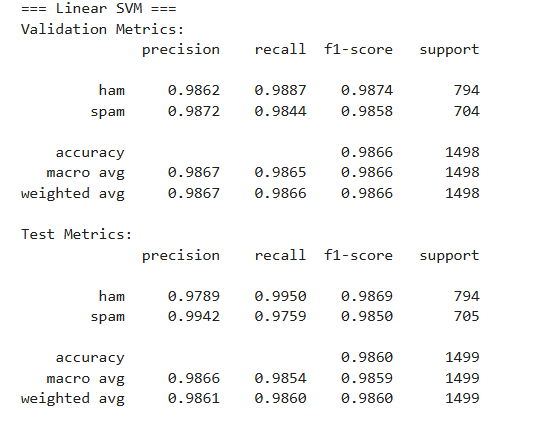 === Linear SVM ===
Validation Metrics:
              precision    recall  f1-score   support

         ham     0.9862    0.9887    0.9874       794
        spam     0.9872    0.9844    0.9858       704

    accuracy                         0.9866      1498
   macro avg     0.9867    0.9865    0.9866      1498
weighted avg     0.9867    0.9866    0.9866      1498

Test Metrics:
              precision    recall  f1-score   support

         ham     0.9789    0.9950    0.9869       794
        spam     0.9942    0.9759    0.9850       705

    accuracy                         0.9860      1499
   macro avg     0.9866    0.9854    0.9859      1499
weighted avg     0.9861    0.9860    0.9860      1499